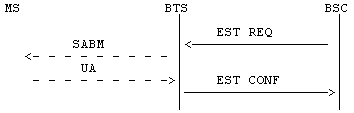 MS BTS BSC
EST REQ
SABM
UA
EST CONF